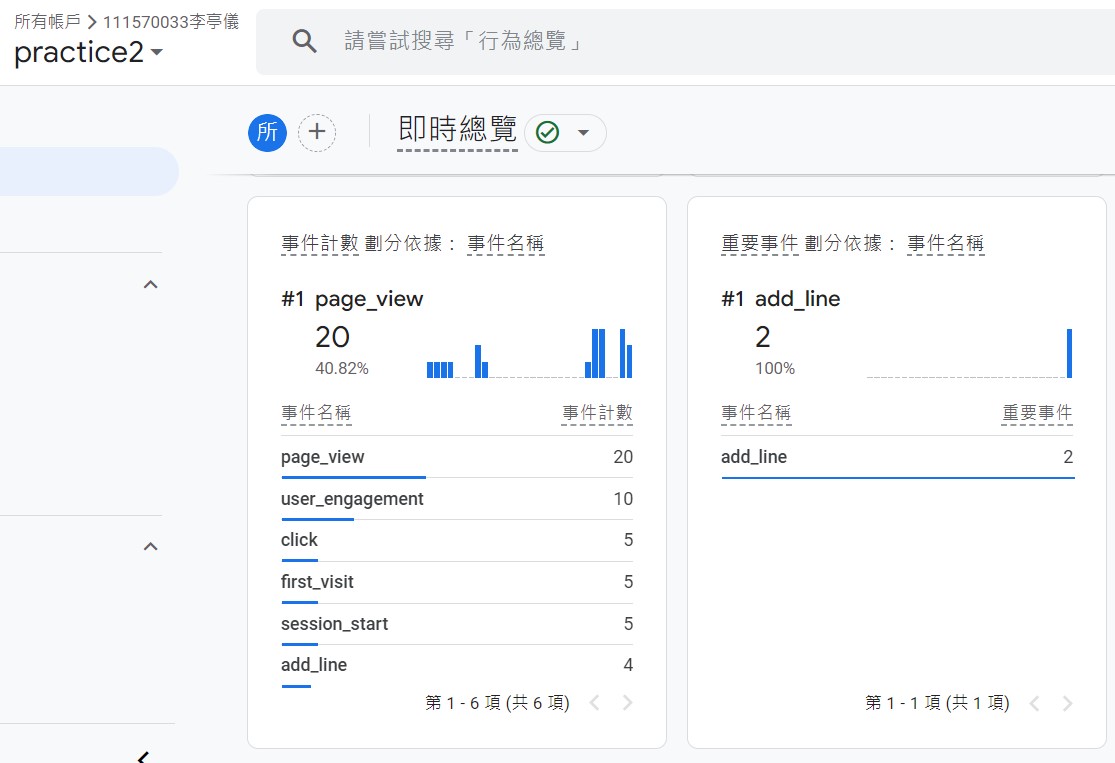 所有帳戶 > 111570033李亭儀
practice2
請嘗試搜尋「行為總覽」
所
即時總覽
事件計數 劃分依據： 事件名稱
#1 page_view
20
40.82%
事件名稱 事件計數
page_view 20
user_engagement 10
click 5
first_visit 5
session_start 5
add_line 4
第 1 - 6 項 (共 6 項)
重要事件 劃分依據： 事件名稱
#1 add_line
2
100%
事件名稱 重要事件
add_line 2
第 1 - 1 項 (共 1 項)